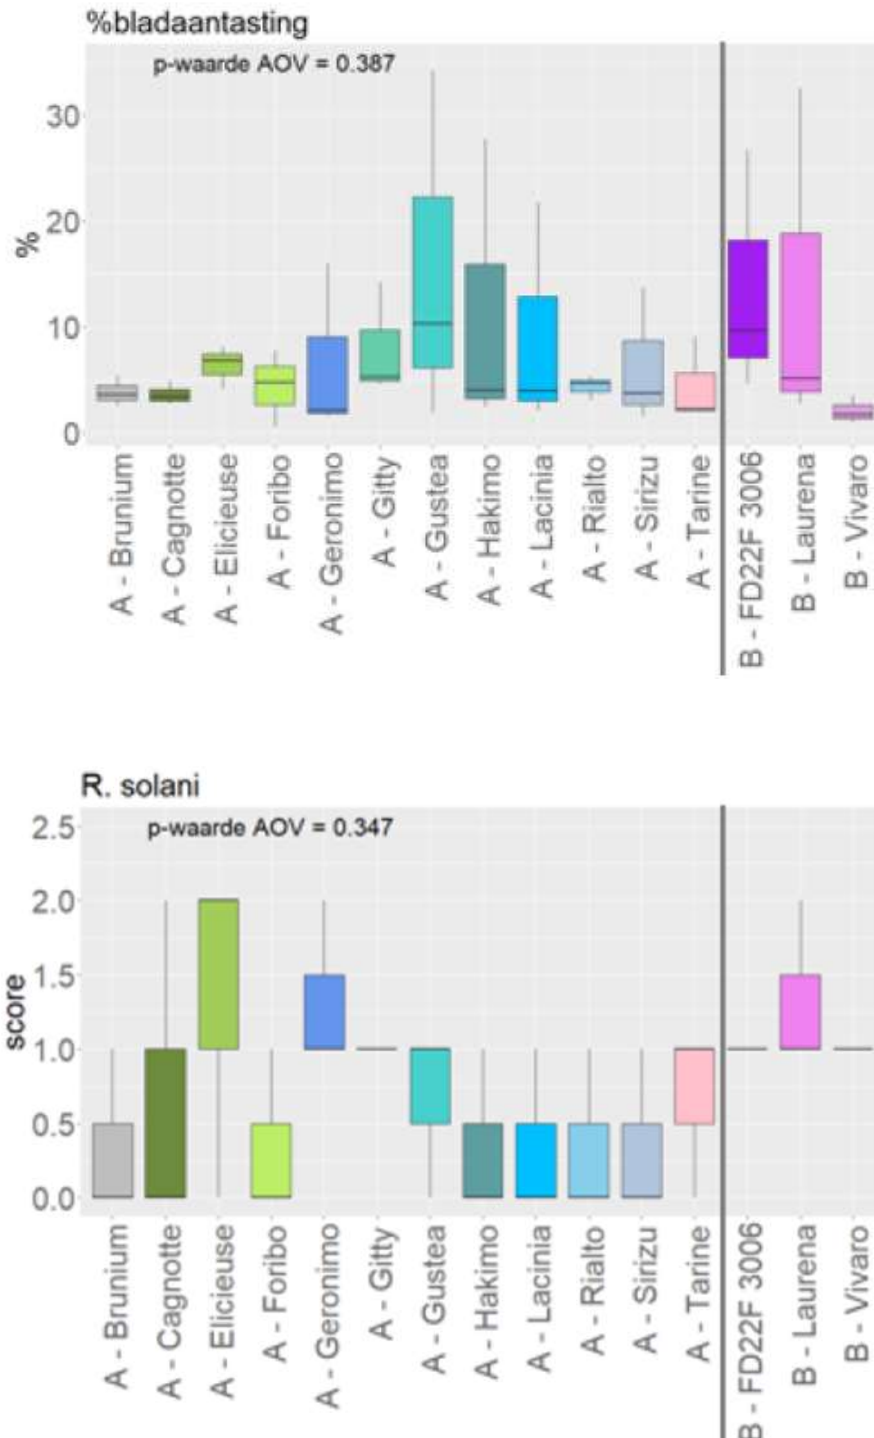 %bladaantasting
p-waarde AOV = 0.387
%
30
20
10
0
A - Brunium
A - Cagnotte
A - Elicieuse
A - Foribo
A - Geronimo
A - Gitty
A - Gustea
A - Hakimo
A - Lacinia
A - Rialto
A - Sirizu
A - Tarine
B - FD22F 3006
B - Laurena
B - Vivaro
R. solani
p-waarde AOV = 0.347
score
2.5
2.0
1.5
1.0
0.5
0.0
A - Brunium
A - Cagnotte
A - Elicieuse
A - Foribo
A - Geronimo
A - Gitty
A - Gustea
A - Hakimo
A - Lacinia
A - Rialto
A - Sirizu
A - Tarine
B - FD22F 3006
B - Laurena
B - Vivaro